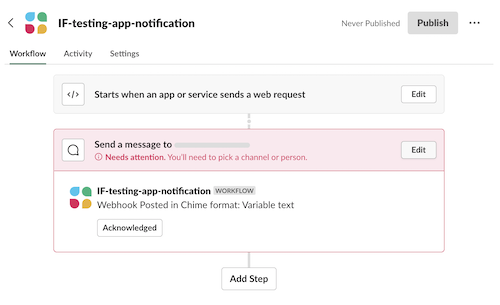 IF-testing-app-notification
Never Published
Publish
Workflow
Activity
Settings
</>
Starts when an app or service sends a web request
Edit
Send a message to
Needs attention. You'll need to pick a channel or person.
Edit
IF-testing-app-notification WORKFLOW
Webhook Posted in Chime format: Variable text
Acknowledged
Add Step